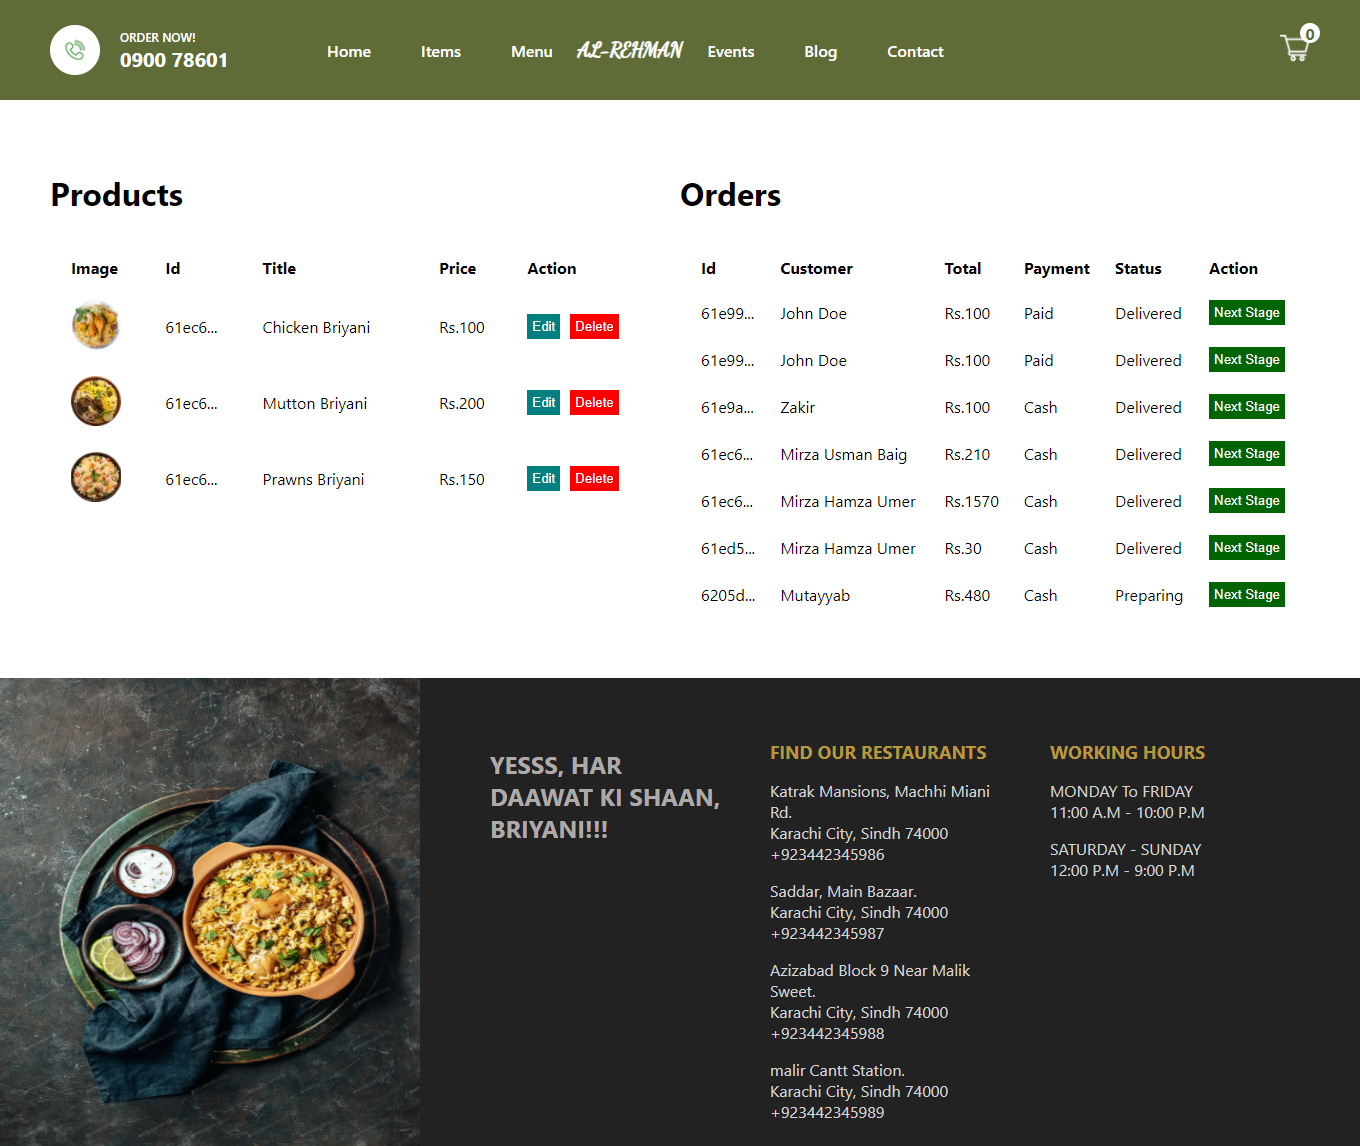 ORDER NOW!
0900 78601
Home Items Menu AL-REHMAN Events Blog Contact
0
Products
Image Id Title Price Action
61ec6... Chicken Briyani Rs.100 Edit Delete
61ec6... Mutton Briyani Rs.200 Edit Delete
61ec6... Prawns Briyani Rs.150 Edit Delete
Orders
Id Customer Total Payment Status Action
61e99... John Doe Rs.100 Paid Delivered Next Stage
61e99... John Doe Rs.100 Paid Delivered Next Stage
61e9a... Zakir Rs.100 Cash Delivered Next Stage
61ec6... Mirza Usman Baig Rs.210 Cash Delivered Next Stage
61ec6... Mirza Hamza Umer Rs.1570 Cash Delivered Next Stage
61ed5... Mirza Hamza Umer Rs.30 Cash Delivered Next Stage
6205d... Mutayyab Rs.480 Cash Preparing Next Stage
YESSS, HAR
DAAWAT KI SHAAN,
BRIYANI!!!
FIND OUR RESTAURANTS
Katrak Mansions, Machhi Miani
Rd.
Karachi City, Sindh 74000
+923442345986
Saddar, Main Bazaar.
Karachi City, Sindh 74000
+923442345987
Azizabad Block 9 Near Malik
Sweet.
Karachi City, Sindh 74000
+923442345988
malir Cantt Station.
Karachi City, Sindh 74000
+923442345989
WORKING HOURS
MONDAY To FRIDAY
11:00 A.M - 10:00 P.M
SATURDAY - SUNDAY
12:00 P.M - 9:00 P.M